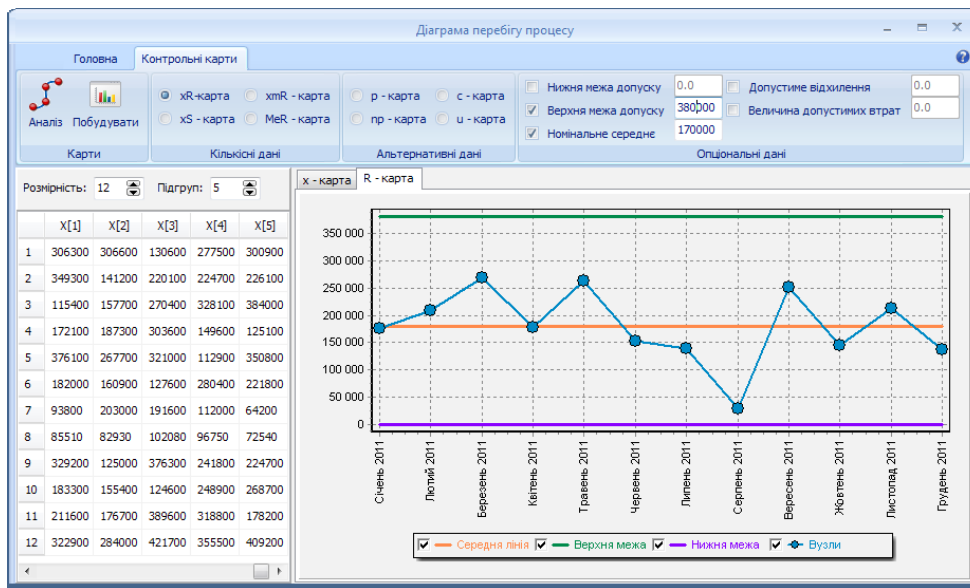 Діаграма перебігу процесу
Головна Контрольні карти
Аналіз Побудувати
Карти
xR-карта xmR - карта
xS - карта MeR - карта
Кількісні дані
p - карта c - карта
np - карта u - карта
Альтернативні дані
Нижня межа допуску 0.0 Допустиме відхилення 0.0
Верхня межа допуску 380000 Величина допустимих втрат 0.0
Номінальне середнє 170000
Опціональні дані
Розмірність: 12 Підгруп: 5
X[1] X[2] X[3] X[4] X[5]
1 306300 306600 130600 277500 300900
2 349300 141200 220100 224700 226100
3 115400 157700 270400 328100 384000
4 172100 187300 303600 149600 125100
5 376100 267700 321000 112900 350800
6 182000 160900 127600 280400 221800
7 93800 203000 191600 112000 64200
8 85510 82930 102080 96750 72540
9 329200 125000 376300 241800 224700
10 183300 155400 124600 248900 268700
11 211600 176700 389600 318800 178200
12 322900 284000 421700 355500 409200
x - карта R - карта
350 000
300 000
250 000
200 000
150 000
100 000
50 000
0
Січень 2011
Лютий 2011
Березень 2011
Квітень 2011
Травень 2011
Червень 2011
Липень 2011
Серпень 2011
Вересень 2011
Жовтень 2011
Листопад 2011
Грудень 2011
Середня лінія Верхня межа Нижня межа Вузли